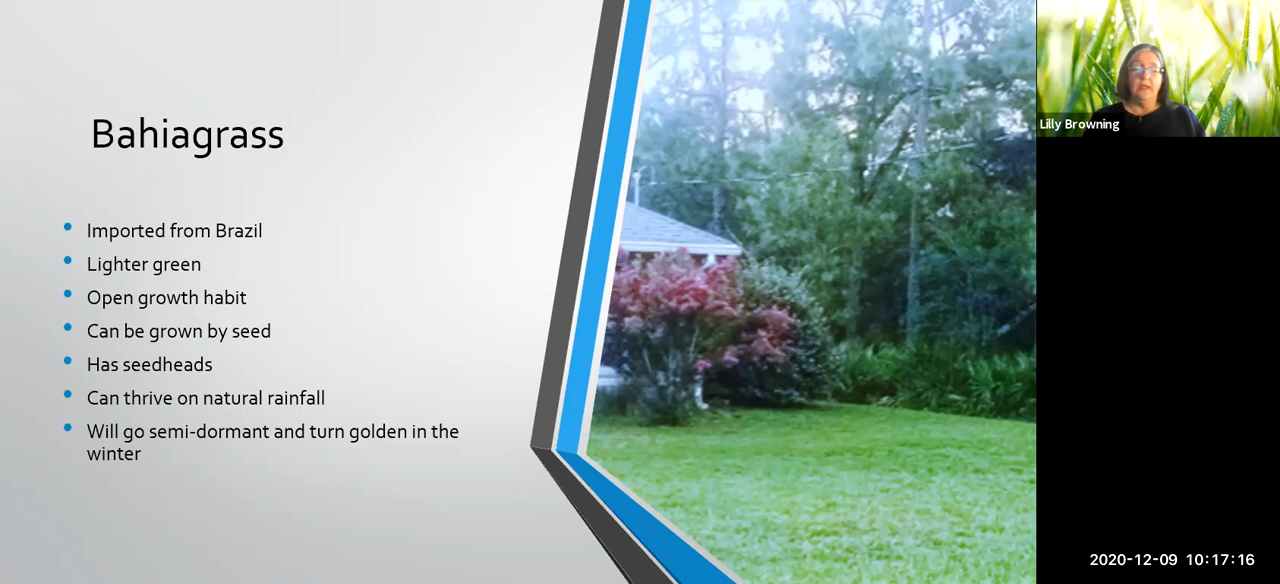 Bahiagrass
Imported from Brazil
Lighter green
Open growth habit
Can be grown by seed
Has seedheads
Can thrive on natural rainfall
Will go semi-dormant and turn golden in the
winter
Lilly Browning
2020-12-09 10:17:16